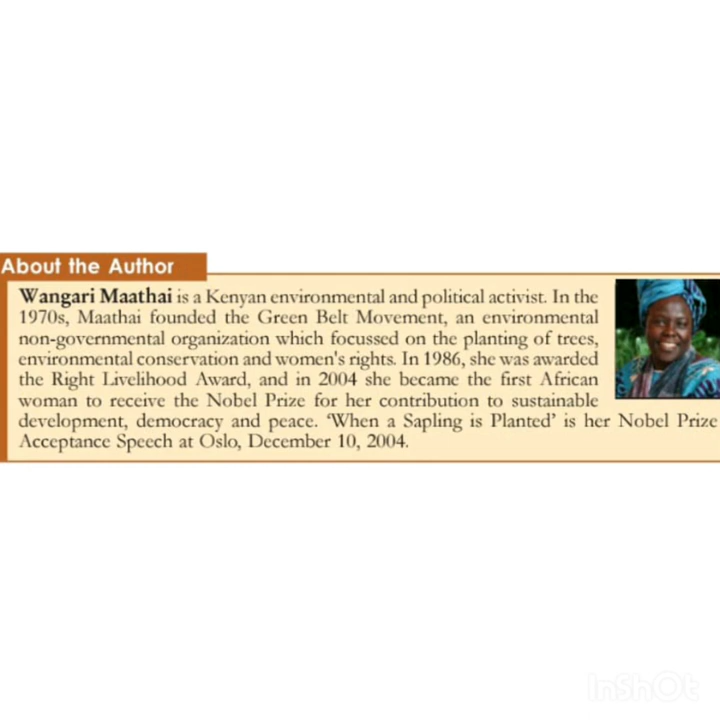 About the Author
Wangari Maathai is a Kenyan environmental and political activist. In the
1970s, Maathai founded the Green Belt Movement, an environmental
non-governmental organization which focussed on the planting of trees,
environmental conservation and women's rights. In 1986, she was awarded
the Right Livelihood Award, and in 2004 she became the first African
woman to receive the Nobel Prize for her contribution to sustainable
development, democracy and peace. ‘When a Sapling is Planted’ is her Nobel Prize
Acceptance Speech at Oslo, December 10, 2004.
InShOt